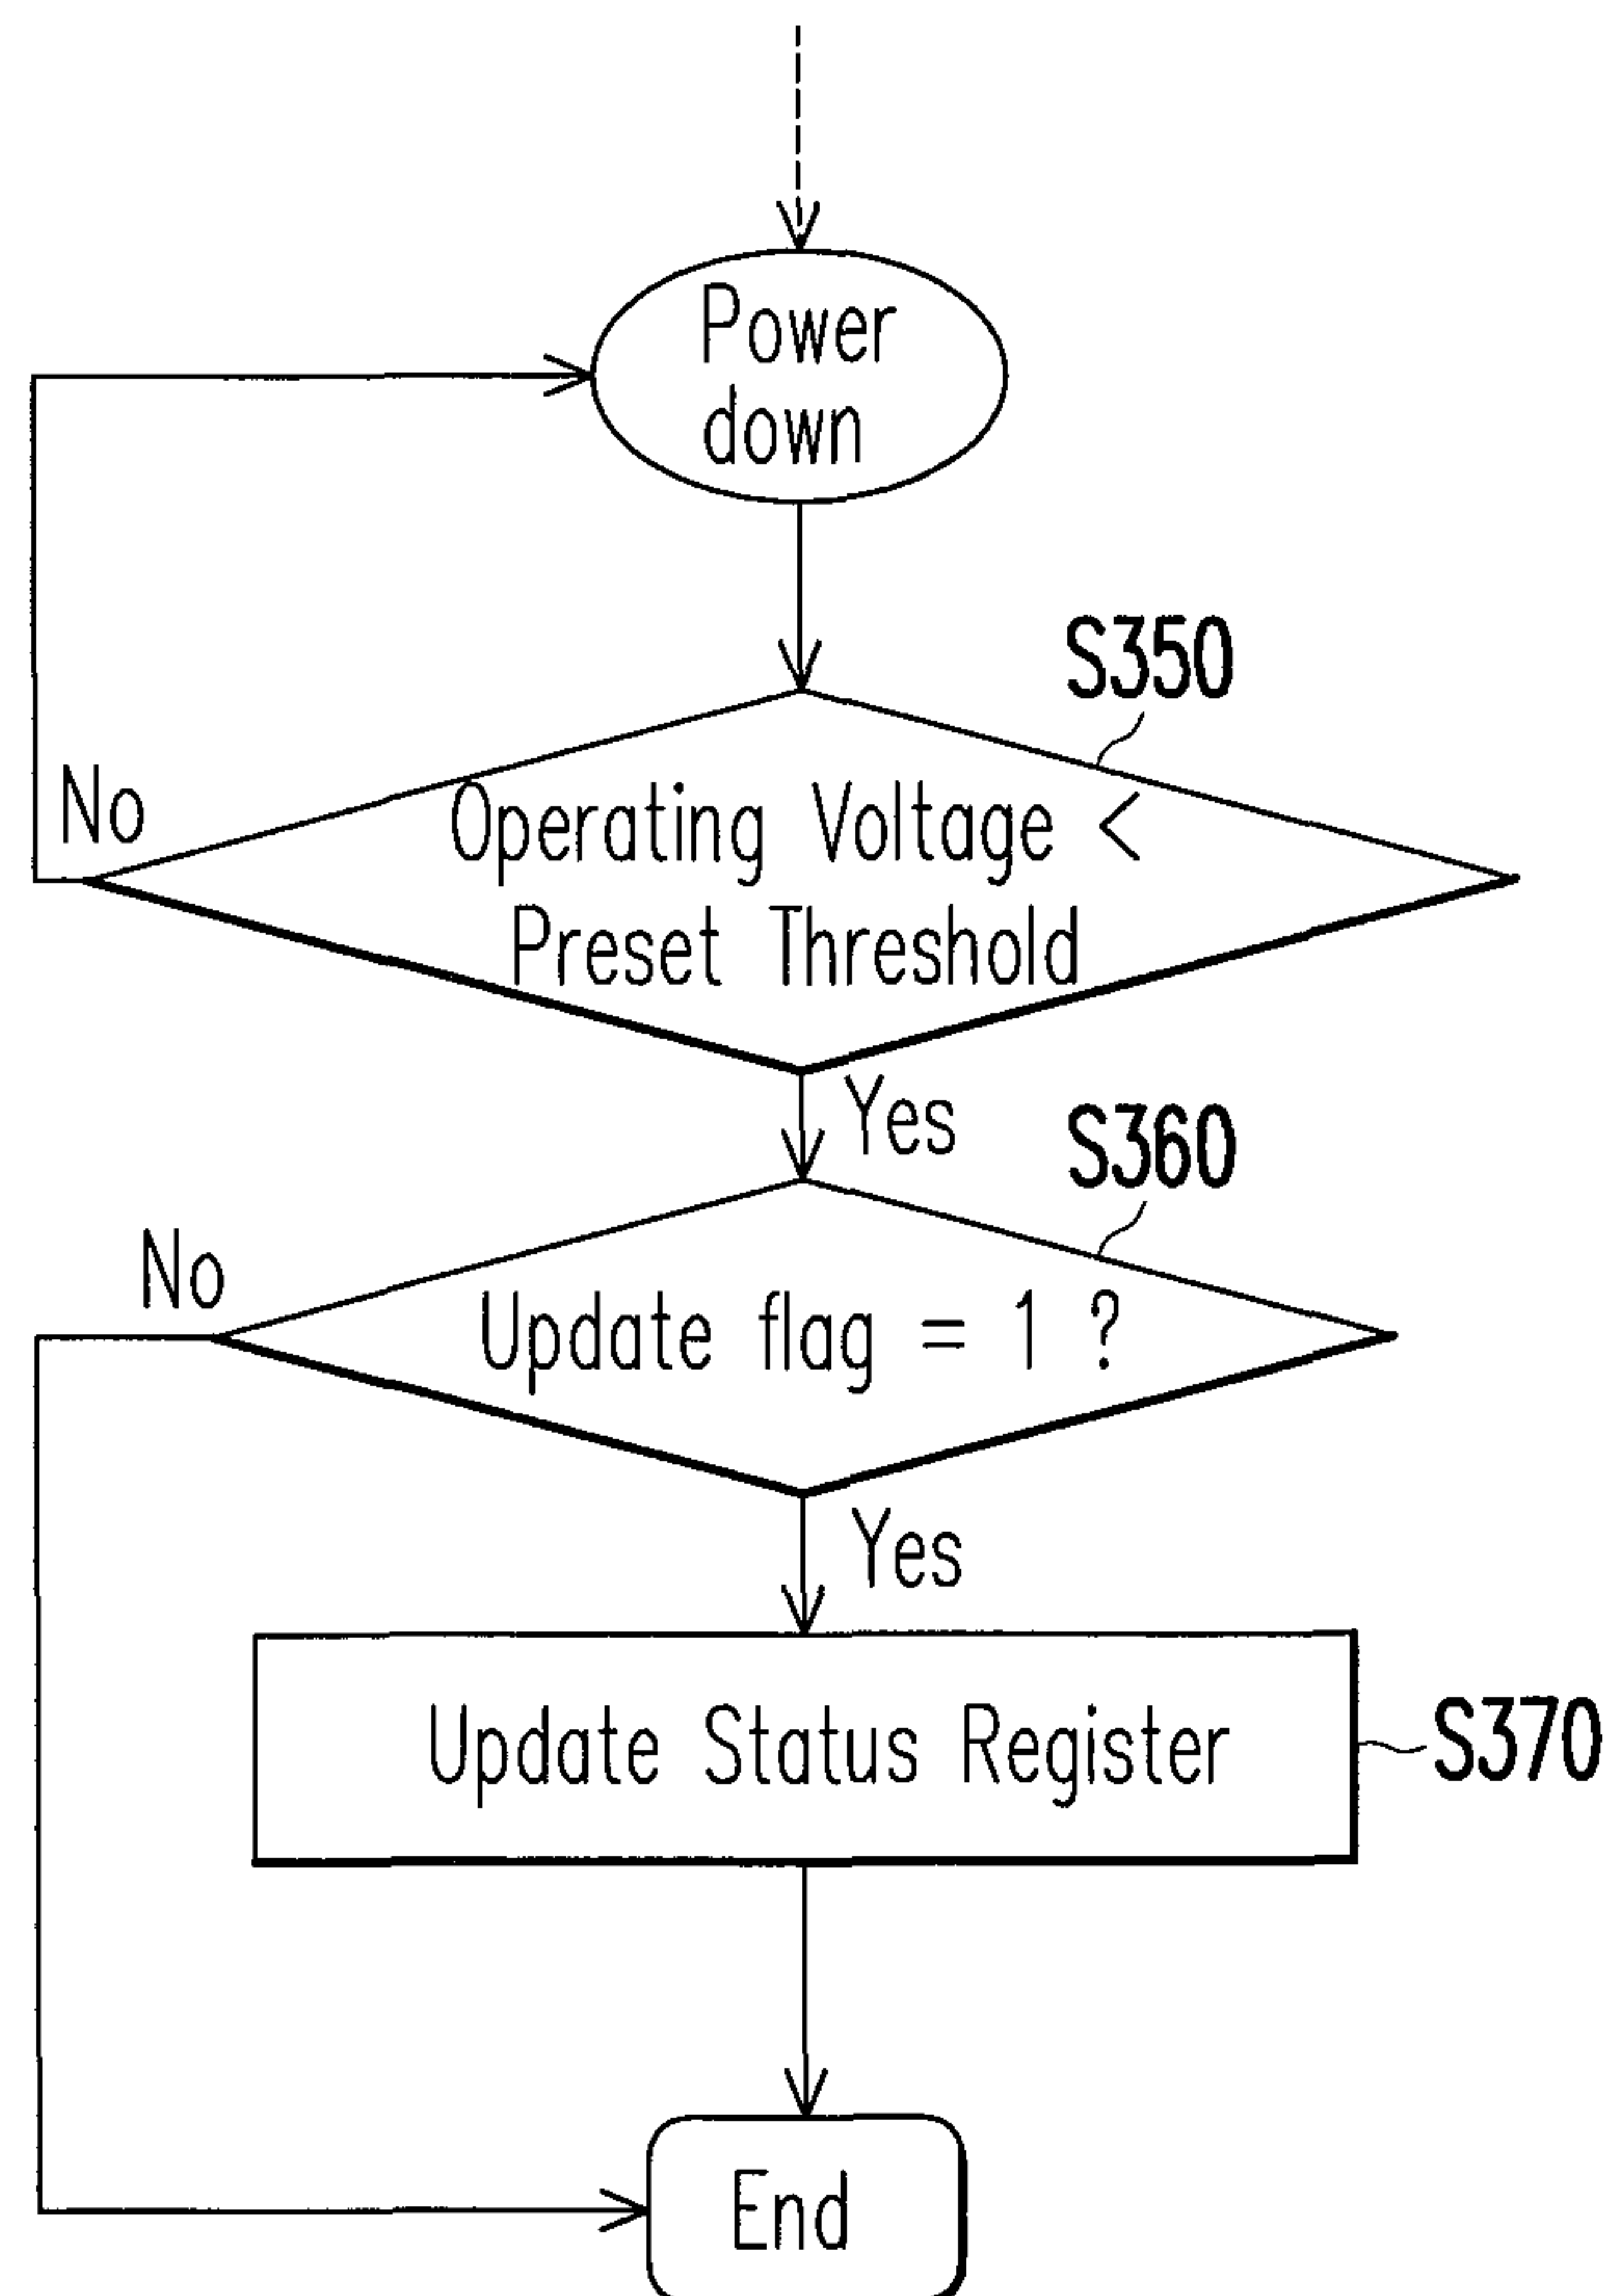 Power
down
S350
No
Operating Voltage <
Preset Threshold
Yes
S360
No
Update flag = 1 ?
Yes
Update Status Register
S370
End